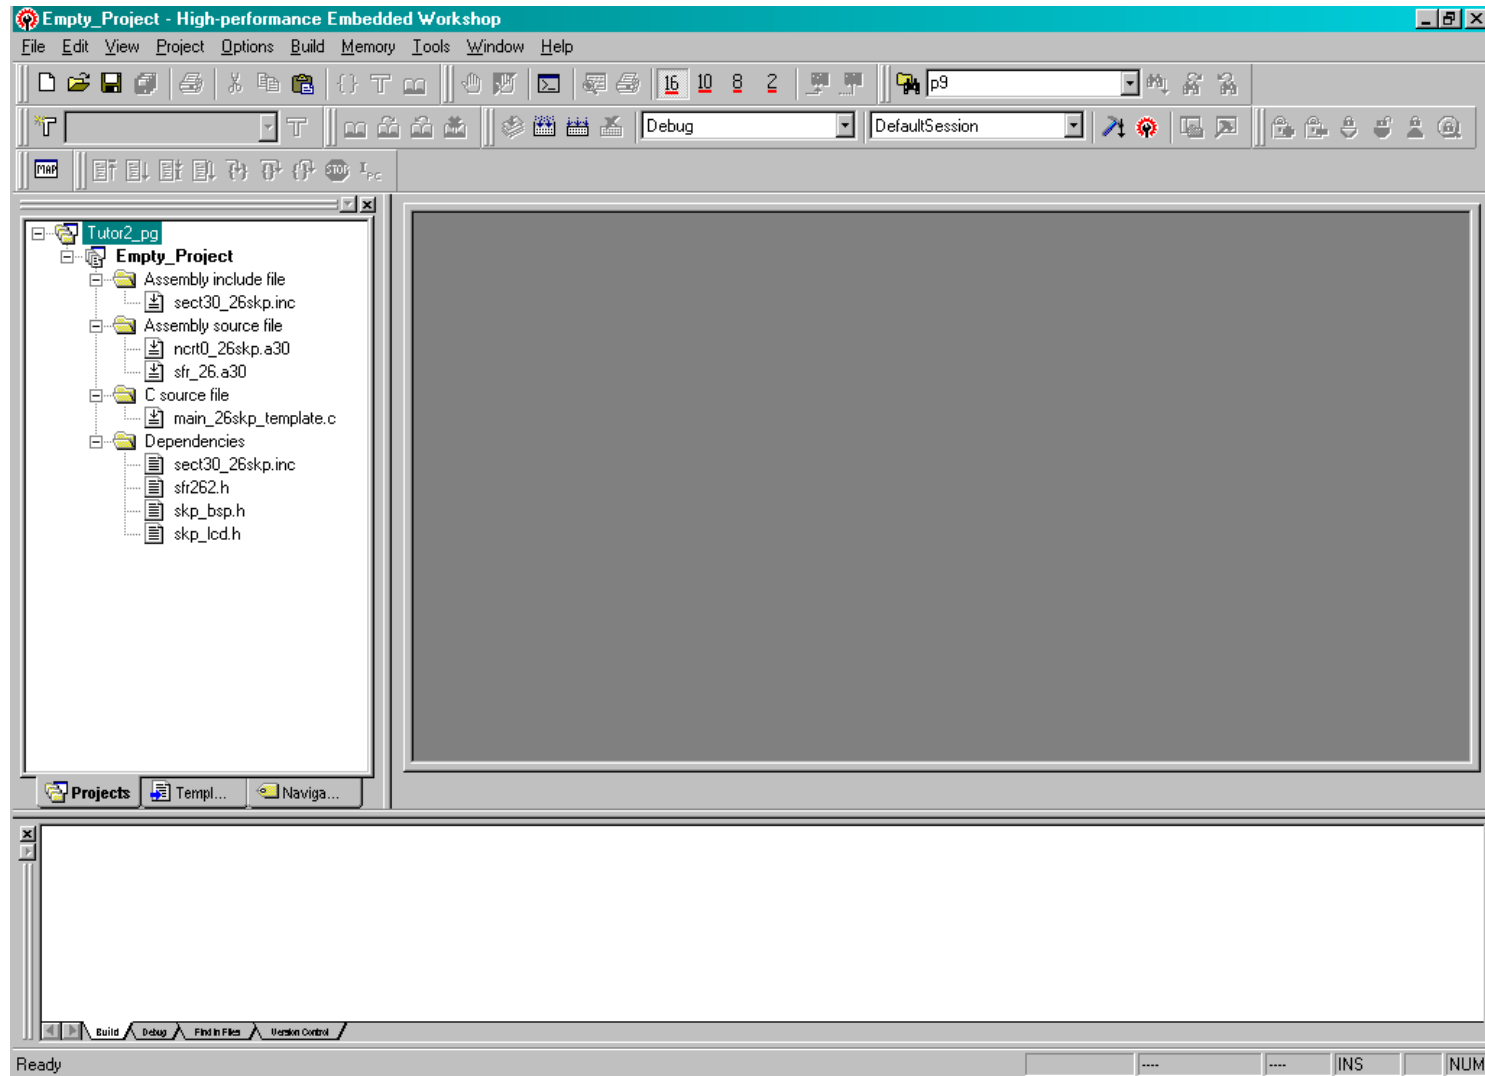 Empty_Project - High-performance Embedded Workshop
File Edit View Project Options Build Memory Tools Window Help
16 10 8 2 p9
Debug DefaultSession
MAP STOP IPC
Tutor2_pg
Empty_Project
Assembly include file
sect30_26skp.inc
Assembly source file
ncrt0_26skp.a30
sfr_26.a30
C source file
main_26skp_template.c
Dependencies
sect30_26skp.inc
sfr262.h
skp_bsp.h
skp_lcd.h
Projects Templ... Naviga...
Build Debug Find in Files Version Control
Ready ---- ---- INS NUM